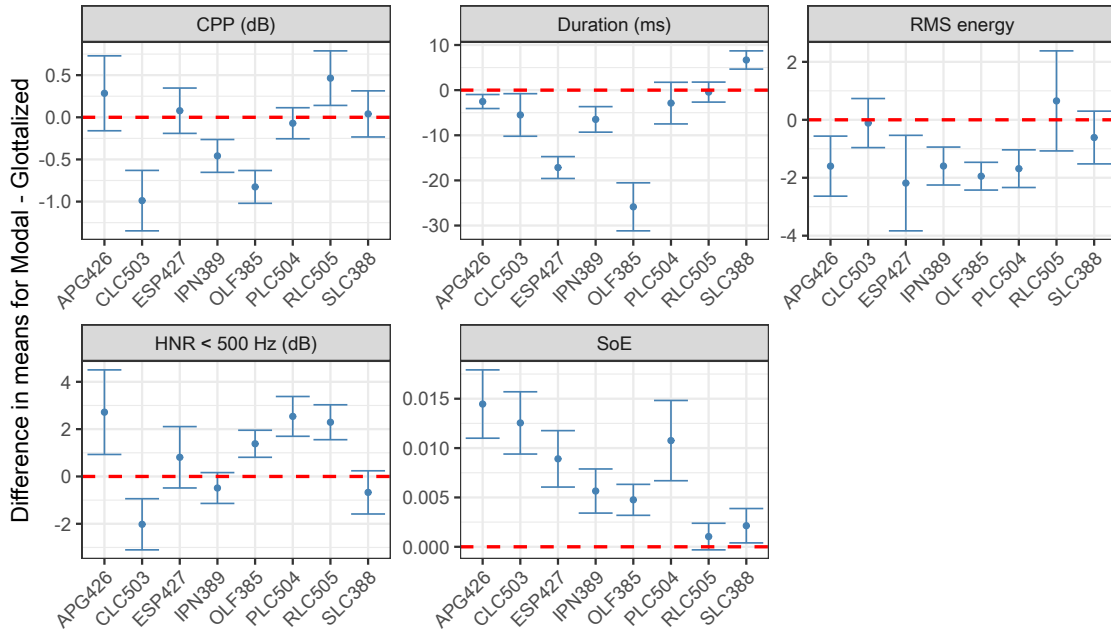 Difference in means for Modal - Glottalized
CPP (dB)
0.5
0.0
-0.5
-1.0
APG426
CLC503
ESP427
IPN389
OLF385
PLC504
RLC505
SLC388
Duration (ms)
10
0
-10
-20
-30
APG426
CLC503
ESP427
IPN389
OLF385
PLC504
RLC505
SLC388
RMS energy
2
0
-2
-4
APG426
CLC503
ESP427
IPN389
OLF385
PLC504
RLC505
SLC388
HNR < 500 Hz (dB)
4
2
0
-2
APG426
CLC503
ESP427
IPN389
OLF385
PLC504
RLC505
SLC388
SoE
0.015
0.010
0.005
0.000
APG426
CLC503
ESP427
IPN389
OLF385
PLC504
RLC505
SLC388